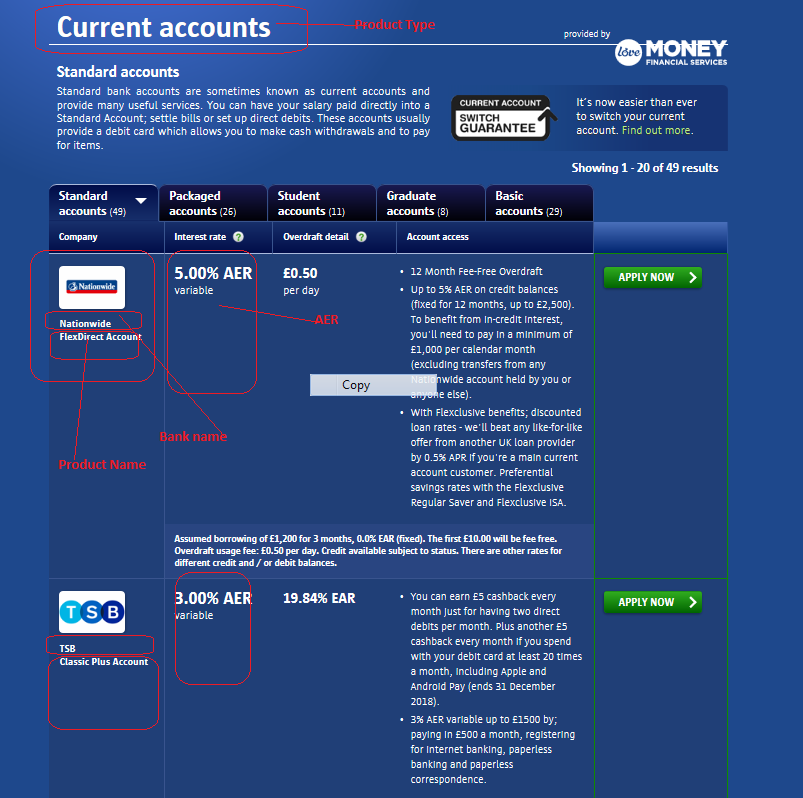 Current accounts
Product Type
provided by
love MONEY
FINANCIAL SERVICES
Standard accounts
Standard bank accounts are sometimes known as current accounts and
provide many useful services. You can have your salary paid directly into a
Standard Account; settle bills or set up direct debits. These accounts usually
provide a debit card which allows you to make cash withdrawals and to pay
for items.
CURRENT ACCOUNT
SWITCH
GUARANTEE
It's now easier than ever
to switch your current
account. Find out more.
Showing 1 - 20 of 49 results
Standard
accounts (49)
Packaged
accounts (26)
Student
accounts (11)
Graduate
accounts (8)
Basic
accounts (29)
Company
Interest rate ?
Overdraft detail ?
Account access
Nationwide
Nationwide
FlexDirect Account
5.00% AER
variable
£0.50
per day
AER
Copy
Bank name
Product Name
• 12 Month Fee-Free Overdraft
• Up to 5% AER on credit balances
(fixed for 12 months, up to £2,500).
To benefit from in-credit interest,
you'll need to pay in a minimum of
£1,000 per calendar month
(excluding transfers from any
Nationwide account held by you or
anyone else).
• With Flexclusive benefits; discounted
loan rates - we'll beat any like-for-like
offer from another UK loan provider
by 0.5% APR if you're a main current
account customer. Preferential
savings rates with the Flexclusive
Regular Saver and Flexclusive ISA.
APPLY NOW
Assumed borrowing of £1,200 for 3 months, 0.0% EAR (fixed). The first £10.00 will be fee free.
Overdraft usage fee: £0.50 per day. Credit available subject to status. There are other rates for
different credit and / or debit balances.
TSB
TSB
Classic Plus Account
3.00% AER
variable
19.84% EAR
• You can earn £5 cashback every
month just for having two direct
debits per month. Plus another £5
cashback every month if you spend
with your debit card at least 20 times
a month, including Apple and
Android Pay (ends 31 December
2018).
• 3% AER variable up to £1500 by;
paying in £500 a month, registering
for internet banking, paperless
banking and paperless
correspondence.
APPLY NOW